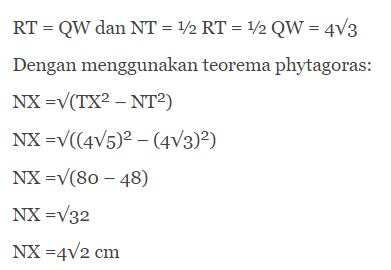 RT = QW dan NT = ½ RT = ½ QW = 4√3
Dengan menggunakan teorema phytagoras:
NX =√(TX² – NT²)
NX =√((4√5)² – (4√3)²)
NX =√(80 – 48)
NX =√32
NX =4√2 cm